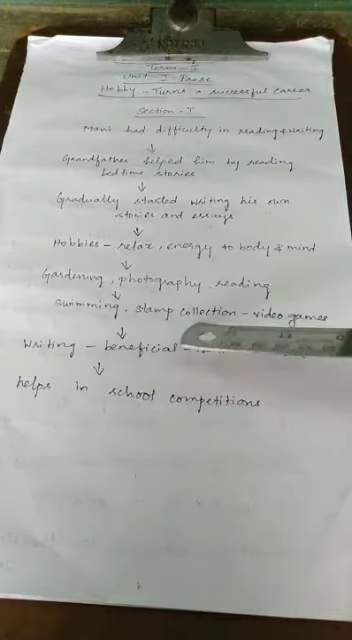 Term-I
Unit-I Prose
Hobby - Turns a successful career
Section-I
Mani had difficulty in reading & writing
Grandfather helped him by reading
bedtime stories
Gradually started writing his own
stories and essays
Hobbies - relax, energy to body & mind
Gardening, photography, reading
Swimming, stamp collection - video games
Writing - beneficial -
helps in school competitions